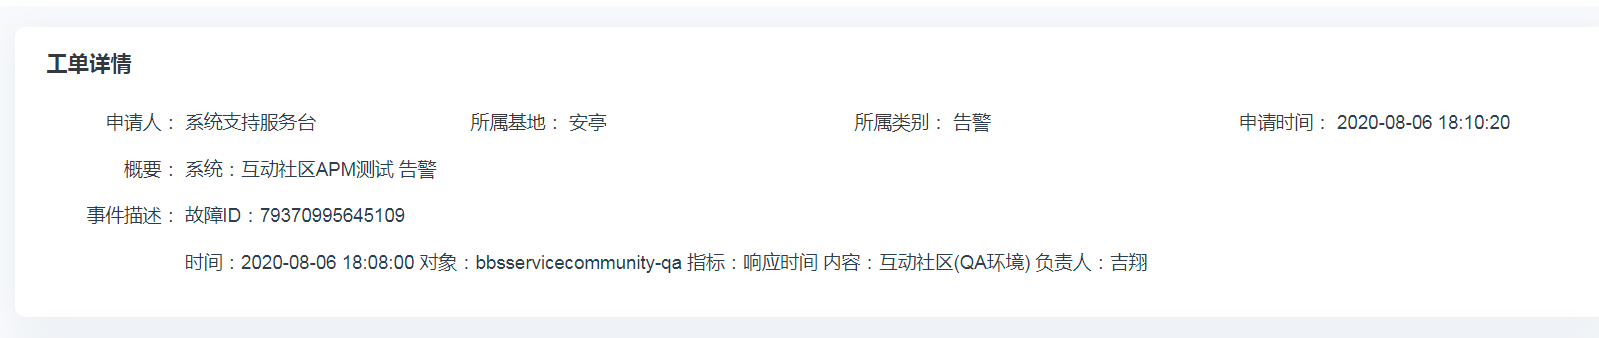 工单详情
申请人： 系统支持服务台 所属基地： 安亭 所属类别： 告警 申请时间： 2020-08-06 18:10:20
概要： 系统：互动社区APM测试 告警
事件描述： 故障ID：79370995645109
时间：2020-08-06 18:08:00 对象：bbsservicecommunity-qa 指标：响应时间 内容：互动社区(QA环境) 负责人：吉翔